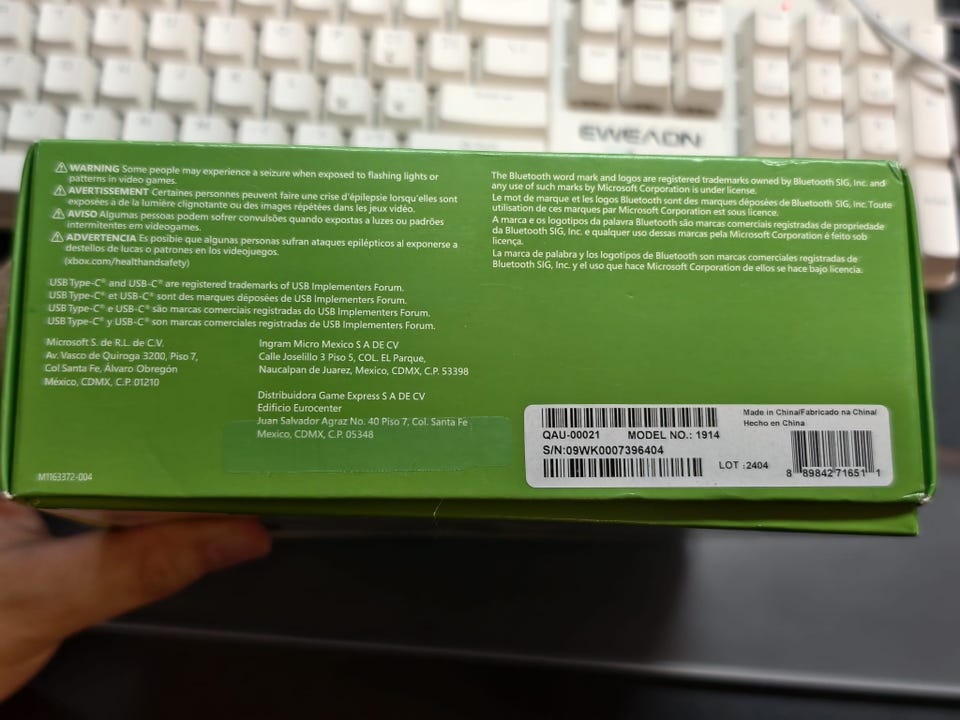 EWEADN
⚠ WARNING Some people may experience a seizure when exposed to flashing lights or
patterns in video games.
⚠ AVERTISSEMENT Certaines personnes peuvent faire une crise d'épilepsie lorsqu'elles sont
exposées à de la lumière clignotante ou des images répétées dans les jeux vidéo.
⚠ AVISO Algumas pessoas podem sofrer convulsões quando expostas a luzes ou padrões
intermitentes em videogames.
⚠ ADVERTENCIA Es posible que algunas personas sufran ataques epilépticos al exponerse a
destellos de lucas o patrones en los videojuegos.
(xbox.com/healthandsafety)
USB Type-C® and USB-C® are registered trademarks of USB Implementers Forum.
USB Type-C® et USB-C® sont des marques déposées de USB Implementers Forum.
USB Type-C® e USB-C® são marcas comerciais registradas do USB Implementers Forum.
USB Type-C® y USB-C® son marcas comerciales registradas de USB Implementers Forum.
Microsoft S. de R.L. de C.V.
Av. Vasco de Quiroga 3200, Piso 7,
Col Santa Fe, Álvaro Obregón
México, CDMX, C.P. 01210
Ingram Micro Mexico S A DE CV
Calle Joselillo 3 Piso 5, COL. EL Parque,
Naucalpan de Juarez, Mexico, CDMX, C.P. 53398
Distribuidora Game Express S A DE CV
Edificio Eurocenter
Juan Salvador Agraz No. 40 Piso 7, Col. Santa Fe
Mexico, CDMX, C.P. 05348
M1163372-004
The Bluetooth word mark and logos are registered trademarks owned by Bluetooth SIG, Inc. and
any use of such marks by Microsoft Corporation is under license.
Le mot de marque et les logos Bluetooth sont des marques déposées de Bluetooth SIG, Inc. Toute
utilisation de ces marques par Microsoft Corporation est sous licence.
A marca e os logotipos da palavra Bluetooth são marcas comerciais registradas de propriedade
da Bluetooth SIG, Inc. e qualquer uso dessas marcas pela Microsoft Corporation é feito sob
licença.
La marca de palabra y los logotipos de Bluetooth son marcas comerciales registradas de
Bluetooth SIG, Inc. y el uso que hace Microsoft Corporation de ellos se hace bajo licencia.
QAU-00021 MODEL NO.: 1914
S/N:09WK0007396404
Made in China/Fabricado na China/
Hecho en China
LOT :2404
8 89842 71651 1